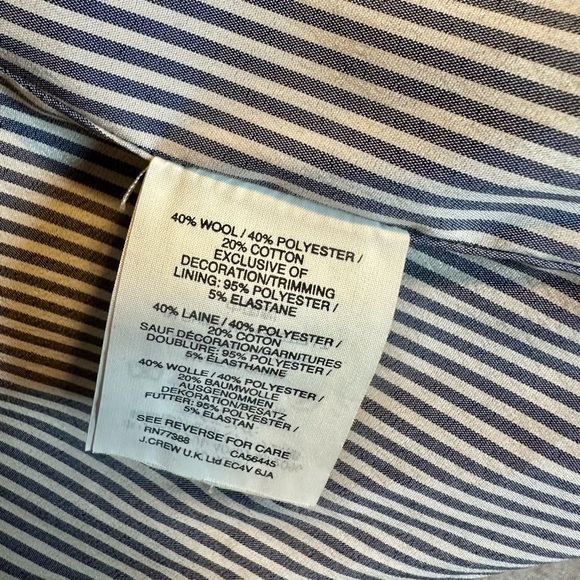 40% WOOL / 40% POLYESTER /
20% COTTON
EXCLUSIVE OF
DECORATION/TRIMMING
LINING: 95% POLYESTER /
5% ELASTANE
40% LAINE / 40% POLYESTER /
20% COTON
SAUF DÉCORATION/GARNITURES
DOUBLURE: 95% POLYESTER /
5% ELASTHANNE
40% WOLLE / 40% POLYESTER /
20% BAUMWOLLE
AUSGENOMMEN
DEKORATION/BESATZ
FUTTER: 95% POLYESTER /
5% ELASTAN
SEE REVERSE FOR CARE
RN77388 CA56445
J.CREW U.K. Ltd EC4V 6JA